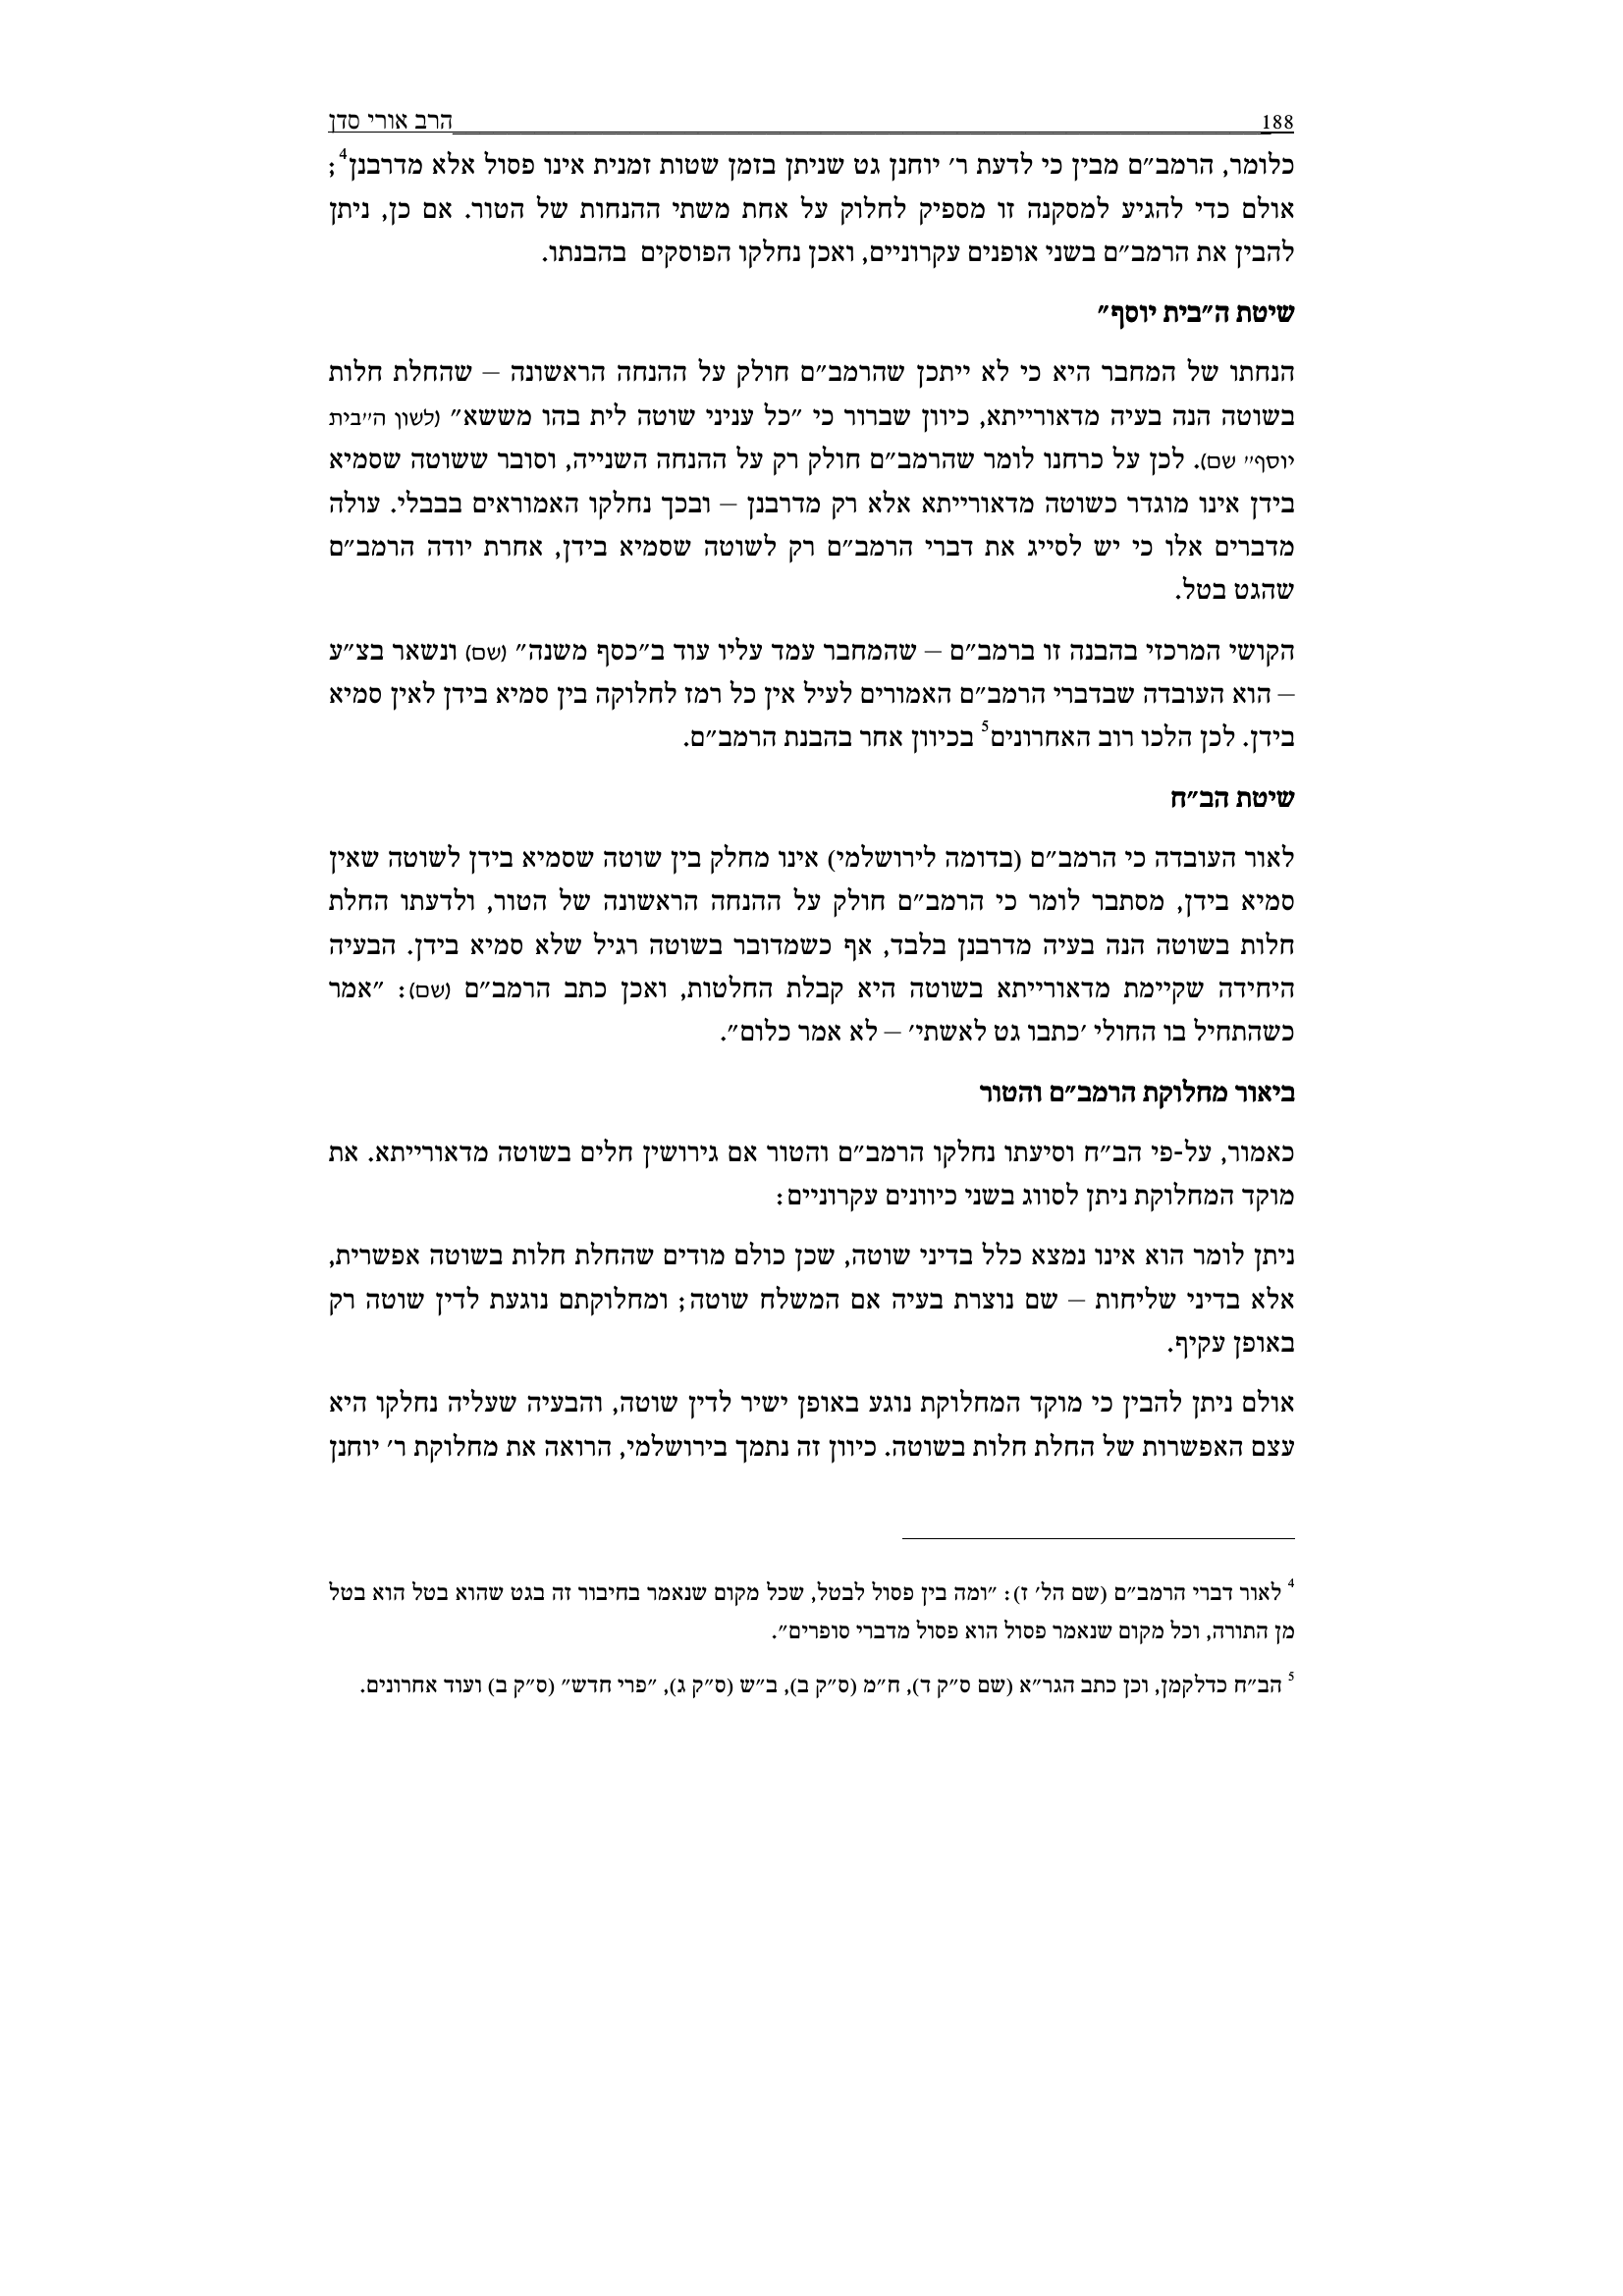 188 הרב אורי סדן
כלומר, הרמב״ם מבין כי לדעת ר׳ יוחנן גט שניתן בזמן שטות זמנית אינו פסול אלא מדרבנן4;
אולם כדי להגיע למסקנה זו מספיק לחלוק על אחת משתי ההנחות של הטור. אם כן, ניתן
להבין את הרמב״ם בשני אופנים עקרוניים, ואכן נחלקו הפוסקים בהבנתו.
שיטת ה״בית יוסף״
הנחתו של המחבר היא כי לא ייתכן שהרמב״ם חולק על ההנחה הראשונה – שהחלת חלות
בשוטה הנה בעיה מדאורייתא, כיוון שברור כי ״כל עניני שוטה לית בהו מששא״ (לשון ה״בית
יוסף״ שם). לכן על כרחנו לומר שהרמב״ם חולק רק על ההנחה השנייה, וסובר ששוטה שסמיא
בידן אינו מוגדר כשוטה מדאורייתא אלא רק מדרבנן – ובכך נחלקו האמוראים בבבלי. עולה
מדברים אלו כי יש לסייג את דברי הרמב״ם רק לשוטה שסמיא בידן, אחרת יודה הרמב״ם
שהגט בטל.
הקושי המרכזי בהבנה זו ברמב״ם – שהמחבר עמד עליו עוד ב״כסף משנה״ (שם) ונשאר בצ״ע
– הוא העובדה שבדברי הרמב״ם האמורים לעיל אין כל רמז לחלוקה בין סמיא בידן לאין סמיא
בידן. לכן הלכו רוב האחרונים5 בכיוון אחר בהבנת הרמב״ם.
שיטת הב״ח
לאור העובדה כי הרמב״ם (בדומה לירושלמי) אינו מחלק בין שוטה שסמיא בידן לשוטה שאין
סמיא בידן, מסתבר לומר כי הרמב״ם חולק על ההנחה הראשונה של הטור, ולדעתו החלת
חלות בשוטה הנה בעיה מדרבנן בלבד, אף כשמדובר בשוטה רגיל שלא סמיא בידן. הבעיה
היחידה שקיימת מדאורייתא בשוטה היא קבלת החלטות, ואכן כתב הרמב״ם (שם): ״אמר
כשהתחיל בו החולי ׳כתבו גט לאשתי׳ – לא אמר כלום״.
ביאור מחלוקת הרמב״ם והטור
כאמור, על-פי הב״ח וסיעתו נחלקו הרמב״ם והטור אם גירושין חלים בשוטה מדאורייתא. את
מוקד המחלוקת ניתן לסווג בשני כיוונים עקרוניים:
ניתן לומר הוא אינו נמצא כלל בדיני שוטה, שכן כולם מודים שהחלת חלות בשוטה אפשרית,
אלא בדיני שליחות – שם נוצרת בעיה אם המשלח שוטה; ומחלוקתם נוגעת לדין שוטה רק
באופן עקיף.
אולם ניתן להבין כי מוקד המחלוקת נוגע באופן ישיר לדין שוטה, והבעיה שעליה נחלקו היא
עצם האפשרות של החלת חלות בשוטה. כיוון זה נתמך בירושלמי, הרואה את מחלוקת ר׳ יוחנן
4 לאור דברי הרמב״ם (שם הל׳ ז): ״ומה בין פסול לבטל, שכל מקום שנאמר בחיבור זה בגט שהוא בטל הוא בטל
מן התורה, וכל מקום שנאמר פסול הוא פסול מדברי סופרים״.
5 הב״ח כדלקמן, וכן כתב הגר״א (שם ס״ק ד), ח״מ (ס״ק ב), ב״ש (ס״ק ג), ״פרי חדש״ (ס״ק ב) ועוד אחרונים.